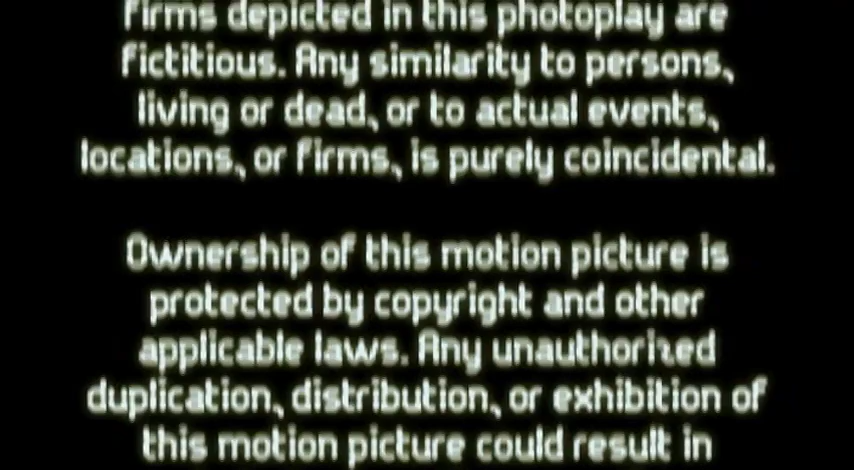 firms depicted in this photoplay are
fictitious. Any similarity to persons,
living or dead, or to actual events,
locations, or firms, is purely coincidental.
Ownership of this motion picture is
protected by copyright and other
applicable laws. Any unauthorized
duplication, distribution, or exhibition of
this motion picture could result in